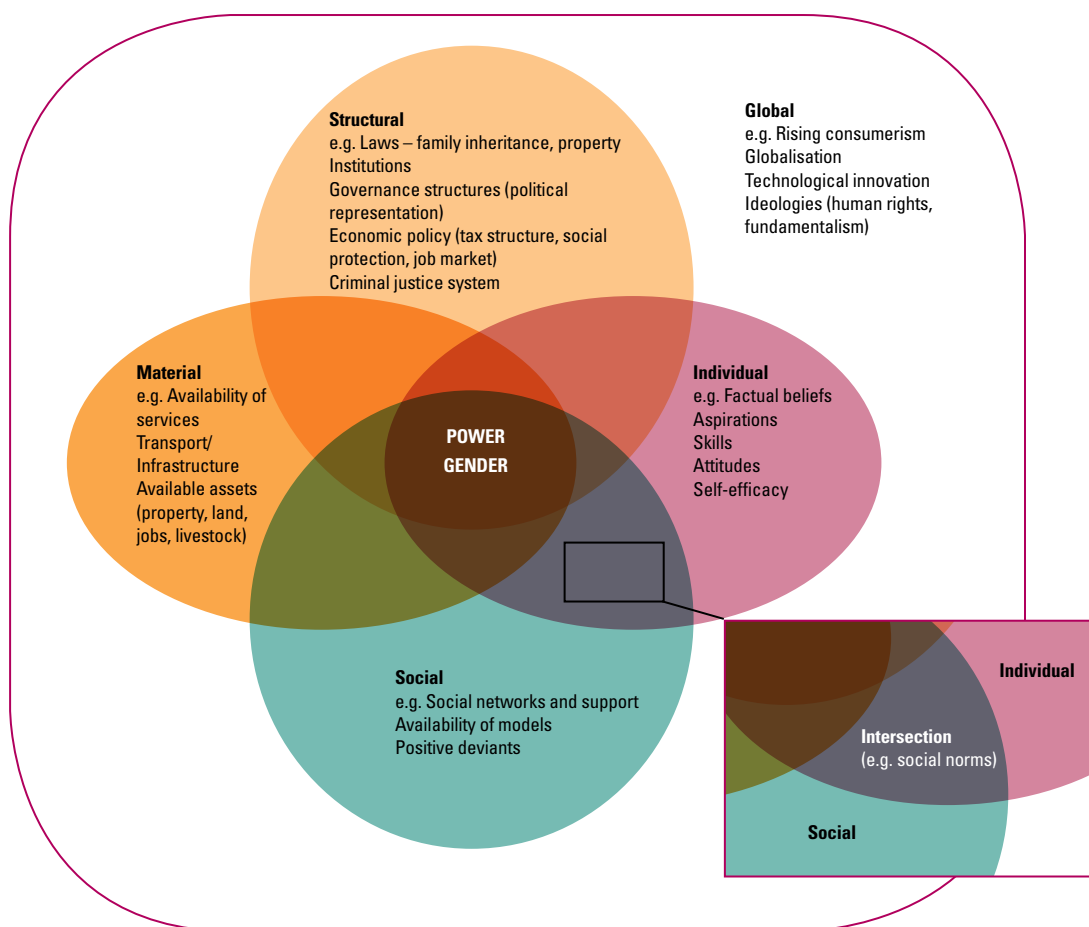 Structural
e.g. Laws – family inheritance, property
Institutions
Governance structures (political
representation)
Economic policy (tax structure, social
protection, job market)
Criminal justice system
Global
e.g. Rising consumerism
Globalisation
Technological innovation
Ideologies (human rights,
fundamentalism)
Material
e.g. Availability of
services
Transport/
Infrastructure
Available assets
(property, land,
jobs, livestock)
POWER
GENDER
Individual
e.g. Factual beliefs
Aspirations
Skills
Attitudes
Self-efficacy
Social
e.g. Social networks and support
Availability of models
Positive deviants
Individual
Intersection
(e.g. social norms)
Social